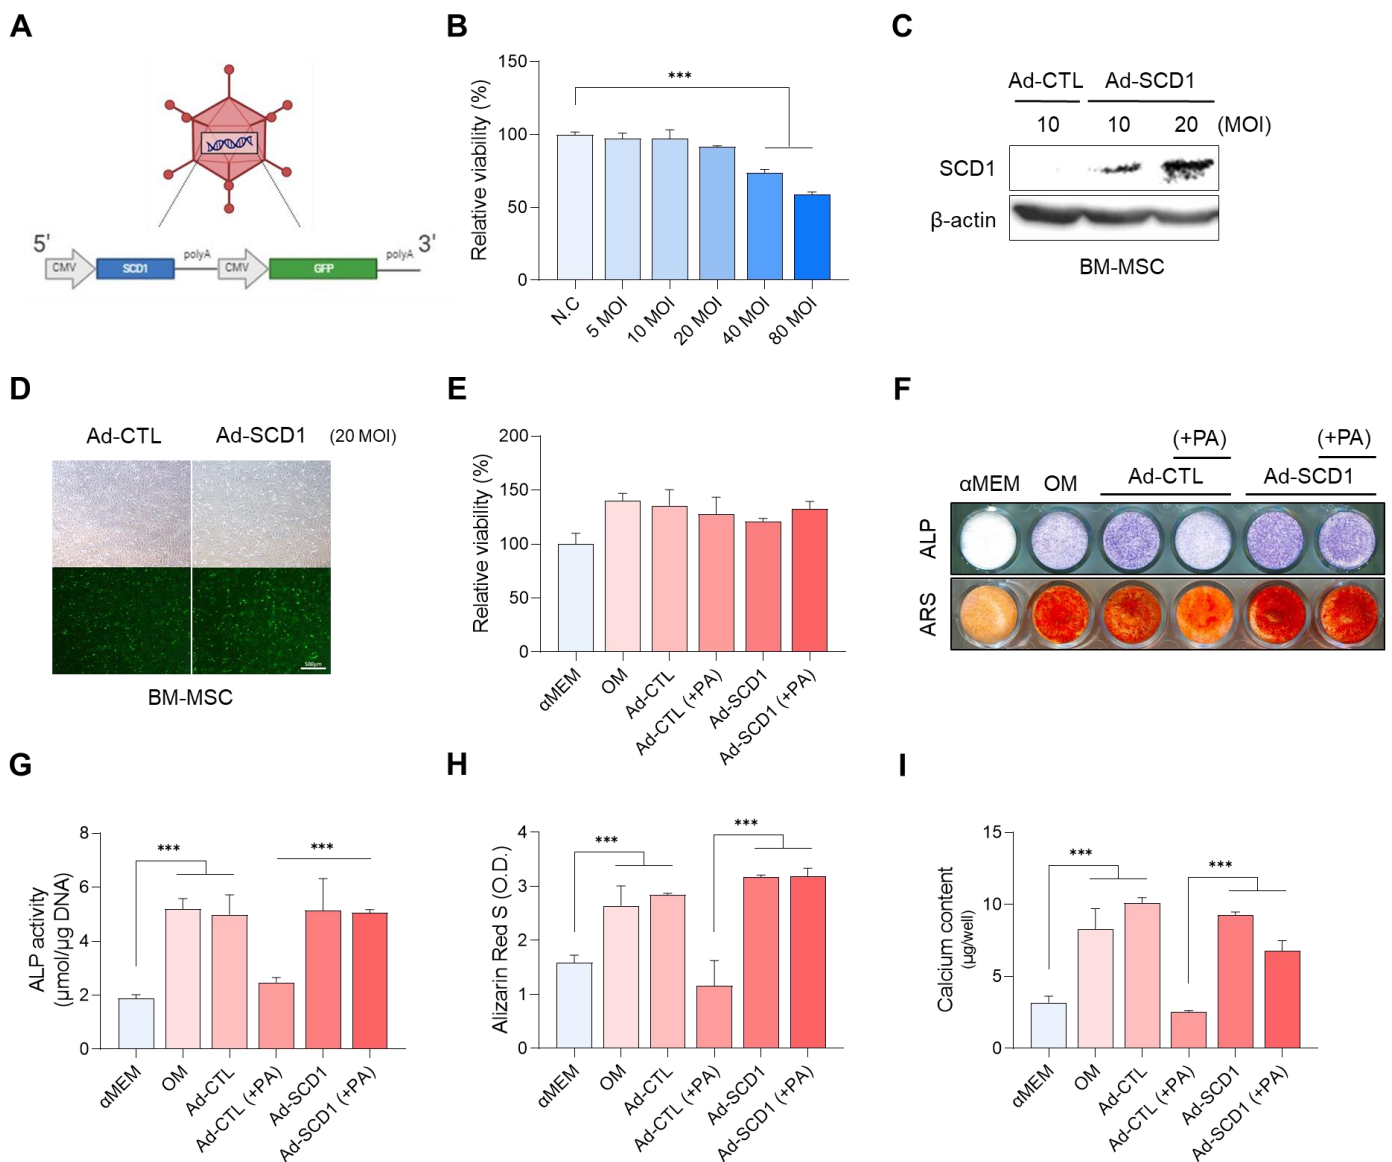 A
5'
CMV
SCD1
polyA
CMV
GFP
polyA
3'
B
Relative viability (%)
150
100
50
0
***
N.C
5 MOI
10 MOI
20 MOI
40 MOI
80 MOI
C
Ad-CTL Ad-SCD1
10 10 20 (MOI)
SCD1
β-actin
BM-MSC
D
Ad-CTL Ad-SCD1 (20 MOI)
500μm
BM-MSC
E
Relative viability (%)
200
150
100
50
0
αMEM
OM
Ad-CTL
Ad-CTL (+PA)
Ad-SCD1
Ad-SCD1 (+PA)
F
(+PA) (+PA)
αMEM OM Ad-CTL Ad-SCD1
ALP
ARS
G
ALP activity
(μmol/μg DNA)
8
6
4
2
0
***
***
αMEM
OM
Ad-CTL
Ad-CTL (+PA)
Ad-SCD1
Ad-SCD1 (+PA)
H
Alizarin Red S (O.D.)
4
3
2
1
0
***
***
αMEM
OM
Ad-CTL
Ad-CTL (+PA)
Ad-SCD1
Ad-SCD1 (+PA)
I
Calcium content
(μg/well)
15
10
5
0
***
***
αMEM
OM
Ad-CTL
Ad-CTL (+PA)
Ad-SCD1
Ad-SCD1 (+PA)